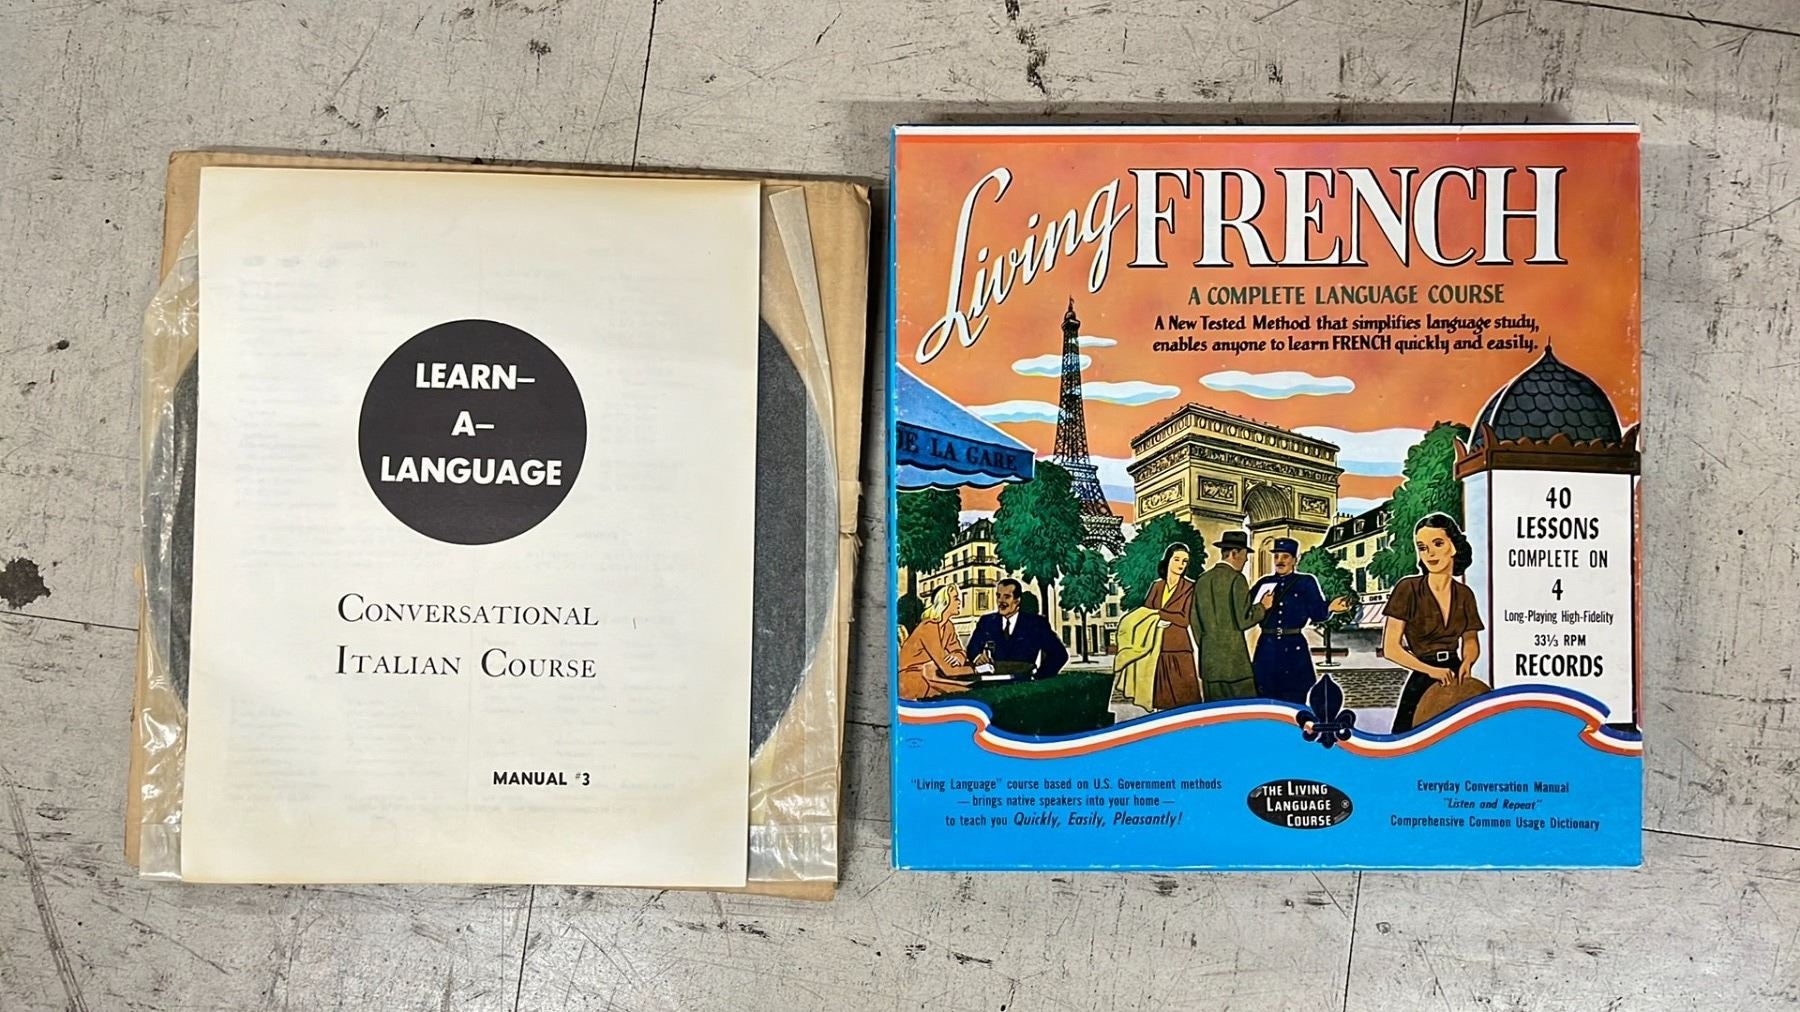 LEARN–
A–
LANGUAGE
CONVERSATIONAL
ITALIAN COURSE
MANUAL #3
Living FRENCH
A COMPLETE LANGUAGE COURSE
A New Tested Method that simplifies language study,
enables anyone to learn FRENCH quickly and easily.
DE LA GARE
40
LESSONS
COMPLETE ON
4
Long-Playing High-Fidelity
33⅓ RPM
RECORDS
"Living Language" course based on U.S. Government methods
— brings native speakers into your home —
to teach you Quickly, Easily, Pleasantly!
THE LIVING
LANGUAGE ®
COURSE
Everyday Conversation Manual
"Listen and Repeat"
Comprehensive Common Usage Dictionary